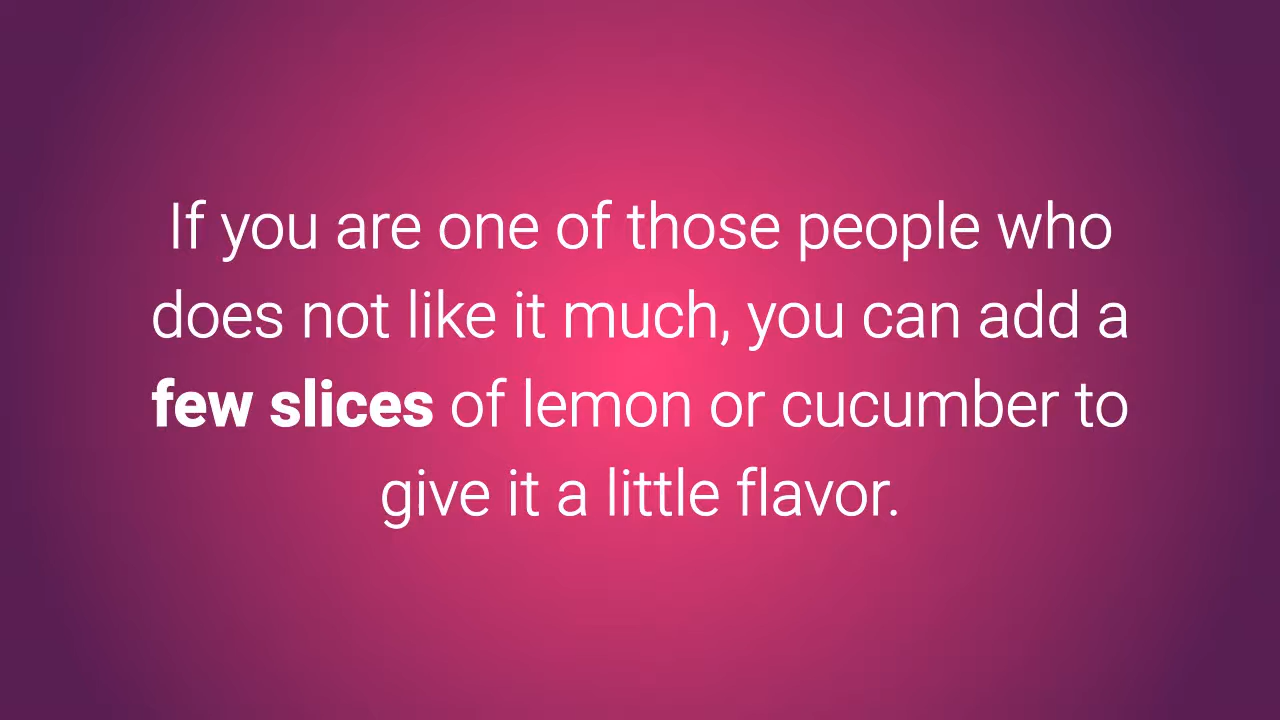 If you are one of those people who
does not like it much, you can add a
few slices of lemon or cucumber to
give it a little flavor.